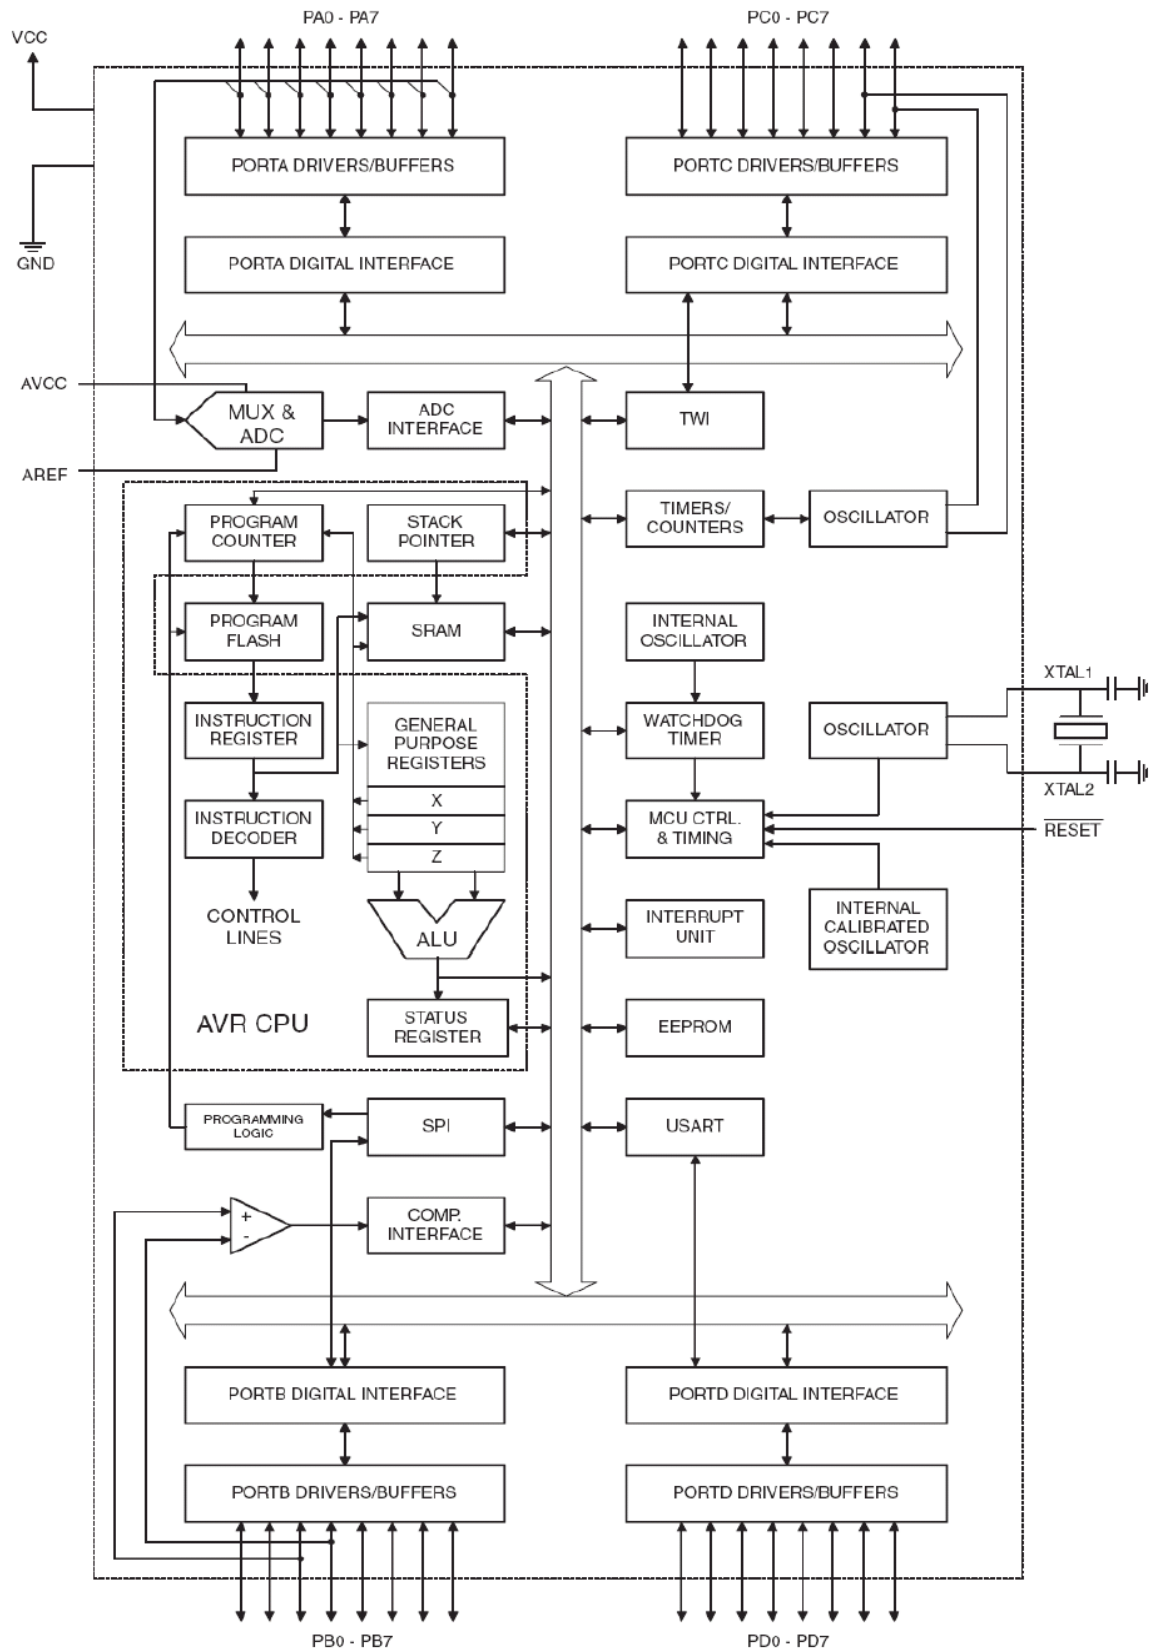 PA0 - PA7
PC0 - PC7
VCC
PORTA DRIVERS/BUFFERS
PORTC DRIVERS/BUFFERS
GND
PORTA DIGITAL INTERFACE
PORTC DIGITAL INTERFACE
AVCC
MUX &
ADC
ADC
INTERFACE
TWI
AREF
PROGRAM
COUNTER
STACK
POINTER
TIMERS/
COUNTERS
OSCILLATOR
PROGRAM
FLASH
SRAM
INTERNAL
OSCILLATOR
XTAL1
INSTRUCTION
REGISTER
GENERAL
PURPOSE
REGISTERS
WATCHDOG
TIMER
OSCILLATOR
XTAL2
X
Y
Z
INSTRUCTION
DECODER
MCU CTRL.
& TIMING
RESET
CONTROL
LINES
ALU
INTERRUPT
UNIT
INTERNAL
CALIBRATED
OSCILLATOR
AVR CPU
STATUS
REGISTER
EEPROM
PROGRAMMING
LOGIC
SPI
USART
+
-
COMP.
INTERFACE
PORTB DIGITAL INTERFACE
PORTD DIGITAL INTERFACE
PORTB DRIVERS/BUFFERS
PORTD DRIVERS/BUFFERS
PB0 - PB7
PD0 - PD7